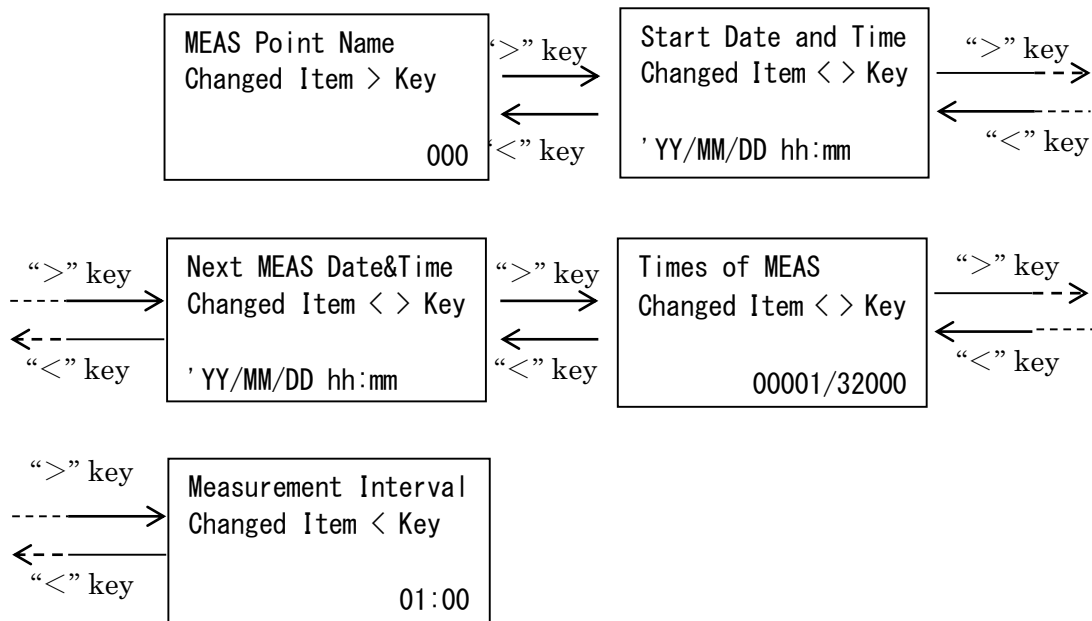 MEAS Point Name
Changed Item > Key
000
“>” key
“<” key
Start Date and Time
Changed Item < > Key
'YY/MM/DD hh:mm
“>” key
“<” key
“>” key
“<” key
Next MEAS Date&Time
Changed Item < > Key
'YY/MM/DD hh:mm
“>” key
“<” key
Times of MEAS
Changed Item < > Key
00001/32000
“>” key
“<” key
“>” key
“<” key
Measurement Interval
Changed Item < Key
01:00